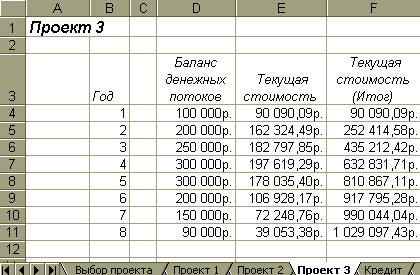 A B C D E F
1 Проект 3
2
3 Год Баланс денежных потоков Текущая стоимость Текущая стоимость (Итог)
4 1 100 000р. 90 090,09р. 90 090,09р.
5 2 200 000р. 162 324,49р. 252 414,58р.
6 3 250 000р. 182 797,85р. 435 212,42р.
7 4 300 000р. 197 619,29р. 632 831,71р.
8 5 300 000р. 178 035,40р. 810 867,11р.
9 6 200 000р. 106 928,17р. 917 795,28р.
10 7 150 000р. 72 248,76р. 990 044,04р.
11 8 90 000р. 39 053,38р. 1 029 097,43р.
12
Выбор проекта Проект 1 Проект 2 Проект 3 Кредит